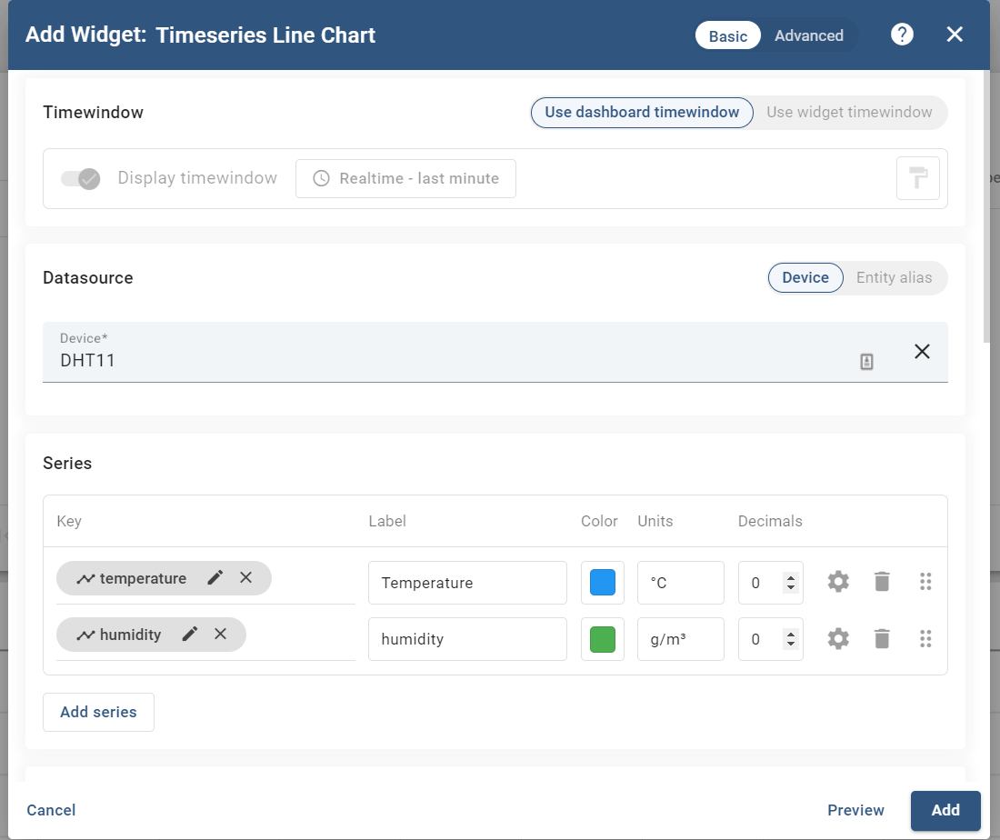 Add Widget: Timeseries Line Chart
Basic Advanced ?
Timewindow
Use dashboard timewindow Use widget timewindow
Display timewindow Realtime - last minute
Datasource
Device Entity alias
Device*
DHT11
Series
Key Label Color Units Decimals
temperature Temperature °C 0
humidity humidity g/m³ 0
Add series
Cancel Preview Add